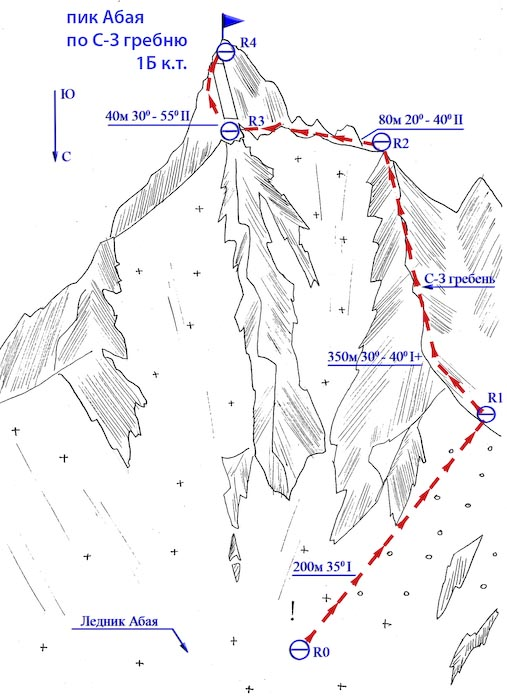 пик Абая
по С-З гребню
1Б к.т.
R4
Ю
С
40м 30⁰ - 55⁰ II
R3
80м 20⁰ - 40⁰ II
R2
С-З гребень
350м 30⁰ - 40⁰ I+
R1
200м 35⁰ I
!
Ледник Абая
R0